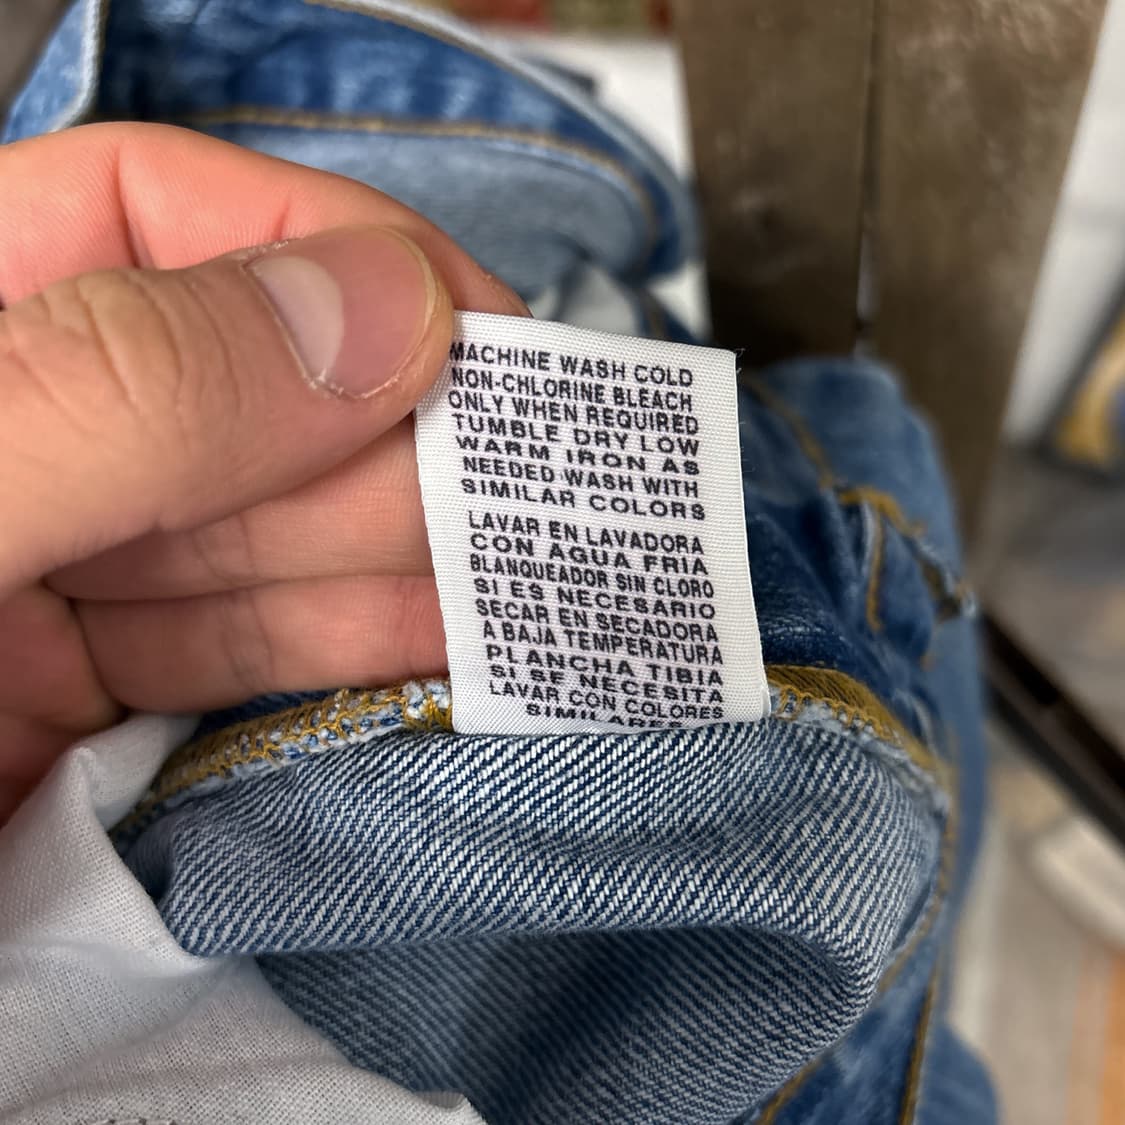 MACHINE WASH COLD
NON-CHLORINE BLEACH
ONLY WHEN REQUIRED
TUMBLE DRY LOW
WARM IRON AS
NEEDED WASH WITH
SIMILAR COLORS
LAVAR EN LAVADORA
CON AGUA FRIA
BLANQUEADOR SIN CLORO
SI ES NECESARIO
SECAR EN SECADORA
A BAJA TEMPERATURA
PLANCHA TIBIA
SI SE NECESITA
LAVAR CON COLORES
SIMILARES